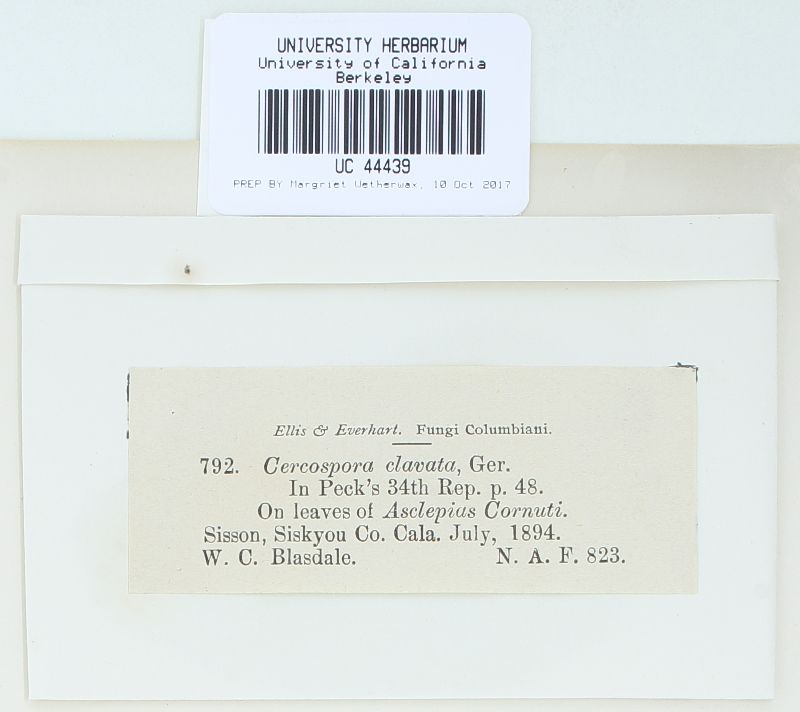 UNIVERSITY HERBARIUM
University of California
Berkeley
UC 44439
PREP BY Margriet Wetherwax, 10 Oct 2017
Ellis & Everhart. Fungi Columbiani.
792. Cercospora clavata, Ger.
In Peck's 34th Rep. p. 48.
On leaves of Asclepias Cornuti.
Sisson, Siskyou Co. Cala. July, 1894.
W. C. Blasdale. N. A. F. 823.